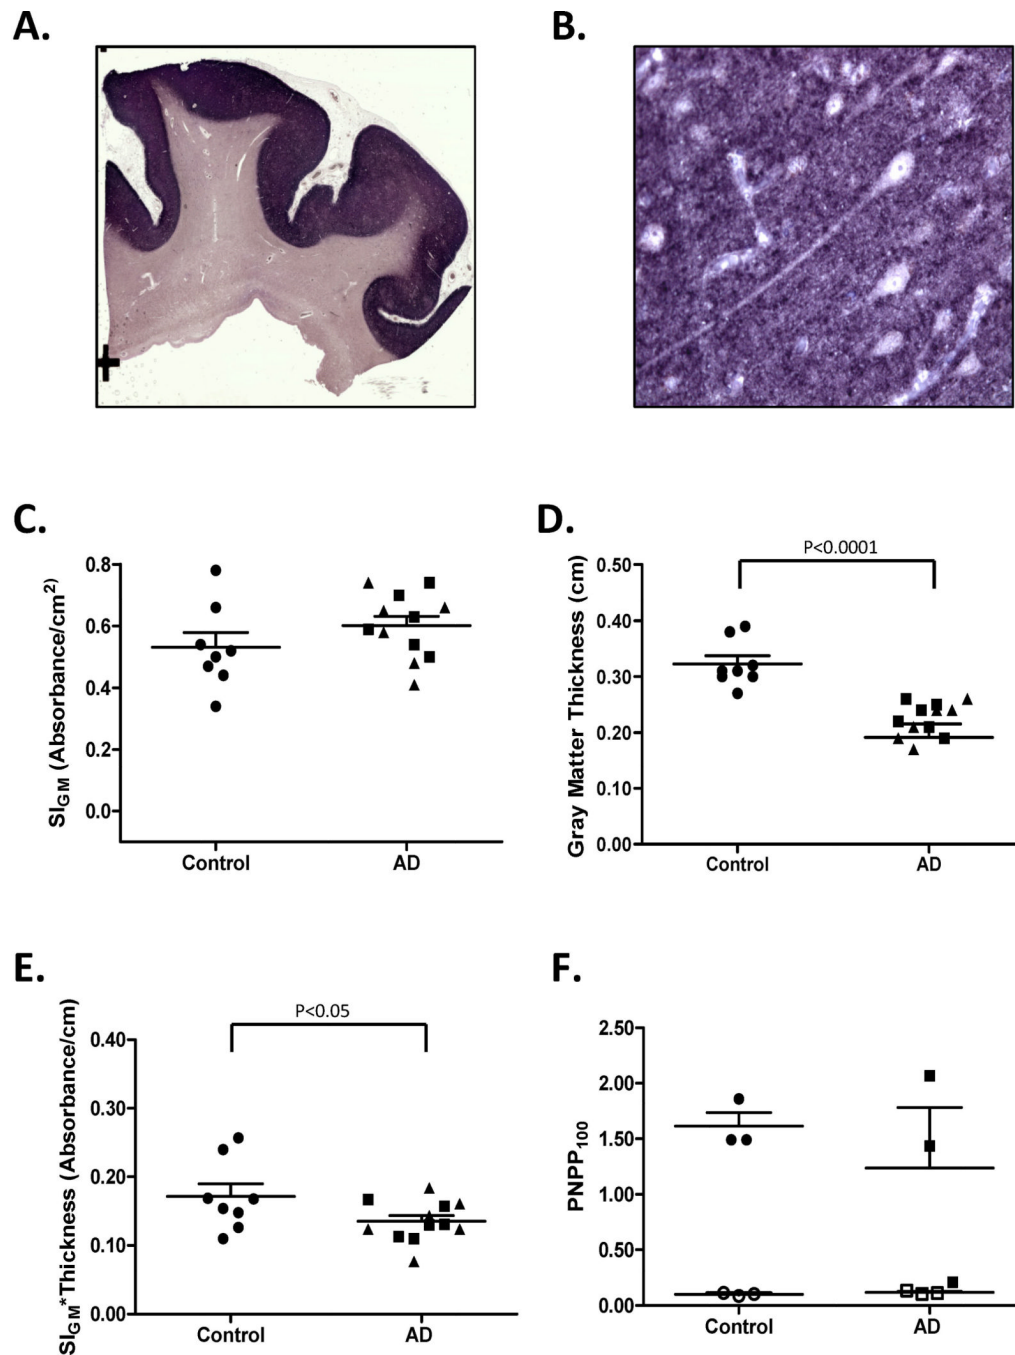 A.
B.
C.
SI_GM (Absorbance/cm²)
0.8
0.6
0.4
0.2
0.0
Control
AD
D.
Gray Matter Thickness (cm)
P<0.0001
0.50
0.40
0.30
0.20
0.10
0.00
Control
AD
E.
SI_GM*Thickness (Absorbance/cm)
P<0.05
0.40
0.30
0.20
0.10
0.00
Control
AD
F.
PNPP₁₀₀
2.50
2.00
1.50
1.00
0.50
0.00
Control
AD